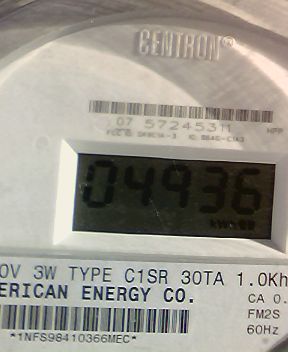 CENTRON®
07 57245311
04936
kWh
0V 3W TYPE C1SR 30TA 1.0Kh
ERICAN ENERGY CO.
CA 0.
FM2S
60Hz
*1NFS98410366MEC*